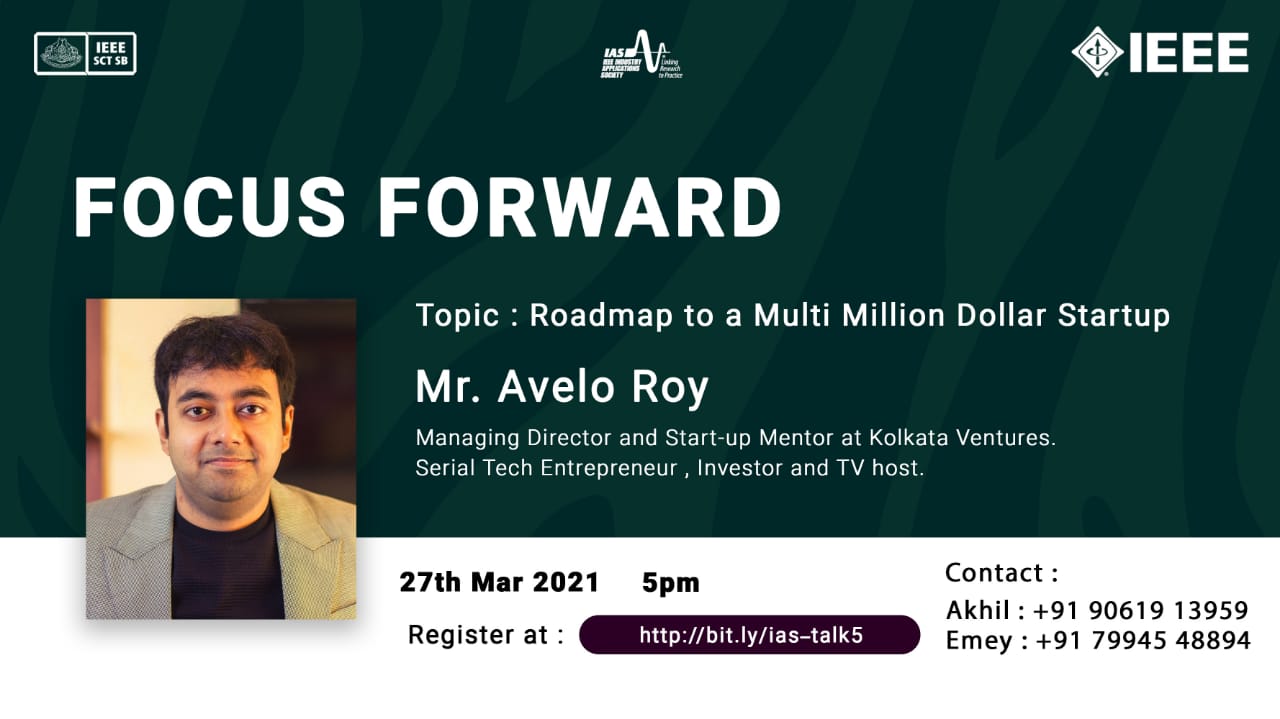 IEEE
SCT SB
IAS
IEEE INDUSTRY
APPLICATIONS
SOCIETY
Linking
Research
to Practice
IEEE
FOCUS FORWARD
Topic : Roadmap to a Multi Million Dollar Startup
Mr. Avelo Roy
Managing Director and Start-up Mentor at Kolkata Ventures.
Serial Tech Entrepreneur , Investor and TV host.
27th Mar 2021 5pm
Register at : http://bit.ly/ias-talk5
Contact :
Akhil : +91 90619 13959
Emey : +91 79945 48894